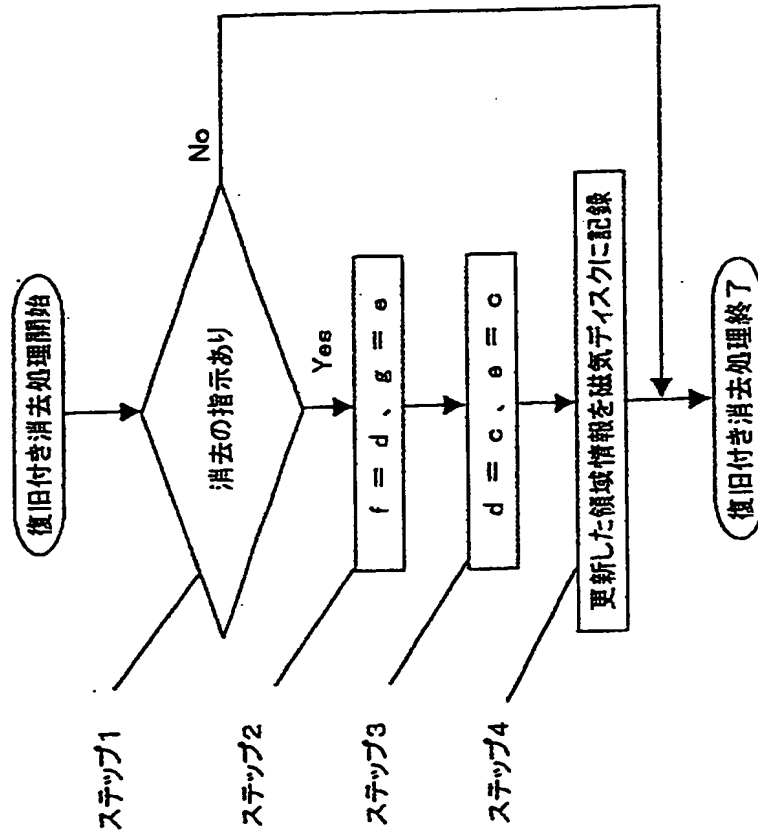 復旧付き消去処理開始
ステップ1
消去の指示あり
No
Yes
ステップ2
f = d 、 g = e
ステップ3
d = c 、 e = c
ステップ4
更新した領域情報を磁気ディスクに記録
復旧付き消去処理終了